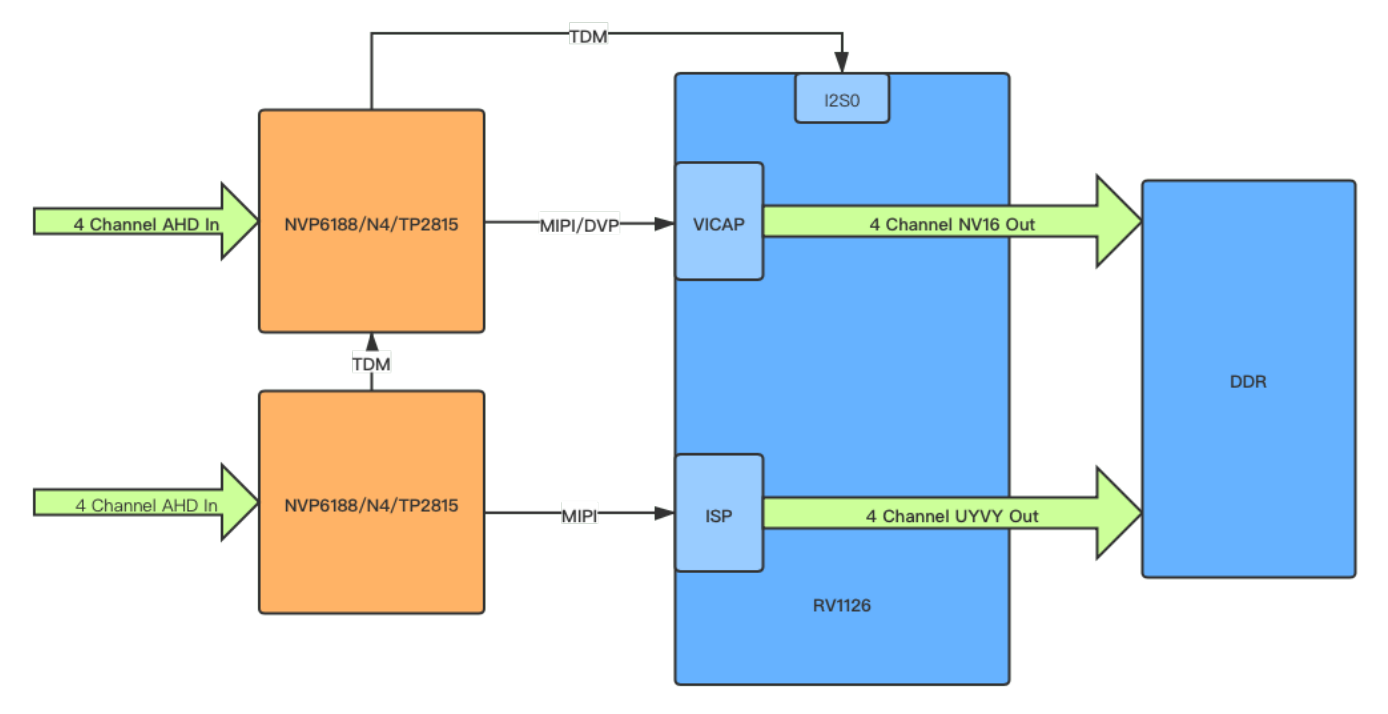 TDM
I2S0
4 Channel AHD In
NVP6188/N4/TP2815
MIPI/DVP
VICAP
4 Channel NV16 Out
TDM
DDR
4 Channel AHD In
NVP6188/N4/TP2815
MIPI
ISP
4 Channel UYVY Out
RV1126